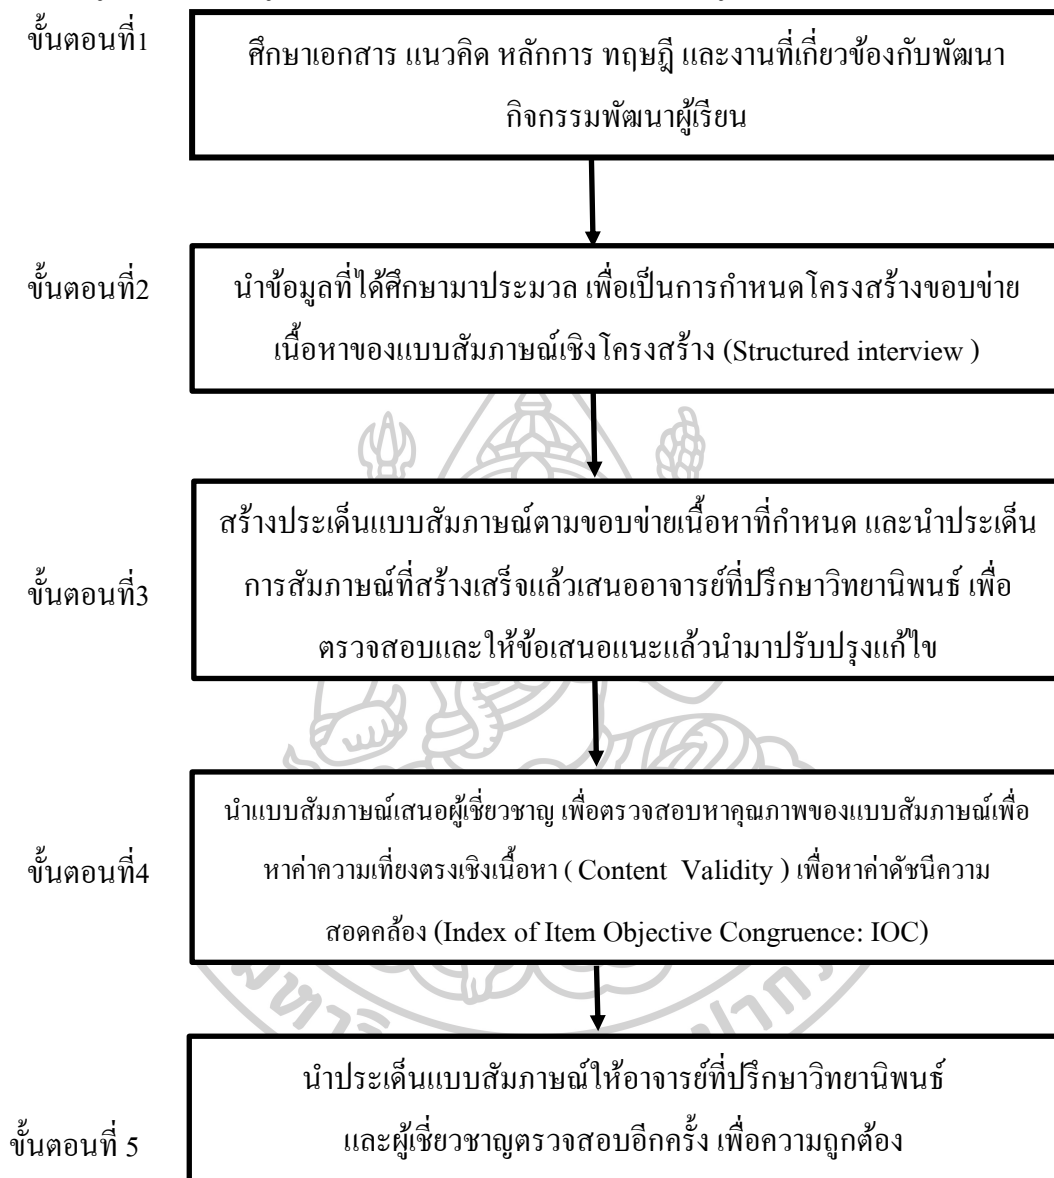 ขั้นตอนที่1
ศึกษาเอกสาร แนวคิด หลักการ ทฤษฎี และงานที่เกี่ยวข้องกับพัฒนา
กิจกรรมพัฒนาผู้เรียน
ขั้นตอนที่2
นำข้อมูลที่ได้ศึกษามาประมวล เพื่อเป็นการกำหนดโครงสร้างขอบข่าย
เนื้อหาของแบบสัมภาษณ์เชิงโครงสร้าง (Structured interview )
ขั้นตอนที่3
สร้างประเด็นแบบสัมภาษณ์ตามขอบข่ายเนื้อหาที่กำหนด และนำประเด็น
การสัมภาษณ์ที่สร้างเสร็จแล้วเสนออาจารย์ที่ปรึกษาวิทยานิพนธ์ เพื่อ
ตรวจสอบและให้ข้อเสนอแนะแล้วนำมาปรับปรุงแก้ไข
ขั้นตอนที่4
นำแบบสัมภาษณ์เสนอผู้เชี่ยวชาญ เพื่อตรวจสอบหาคุณภาพของแบบสัมภาษณ์เพื่อ
หาค่าความเที่ยงตรงเชิงเนื้อหา ( Content Validity ) เพื่อหาค่าดัชนีความ
สอดคล้อง (Index of Item Objective Congruence: IOC)
ขั้นตอนที่ 5
นำประเด็นแบบสัมภาษณ์ให้อาจารย์ที่ปรึกษาวิทยานิพนธ์
และผู้เชี่ยวชาญตรวจสอบอีกครั้ง เพื่อความถูกต้อง